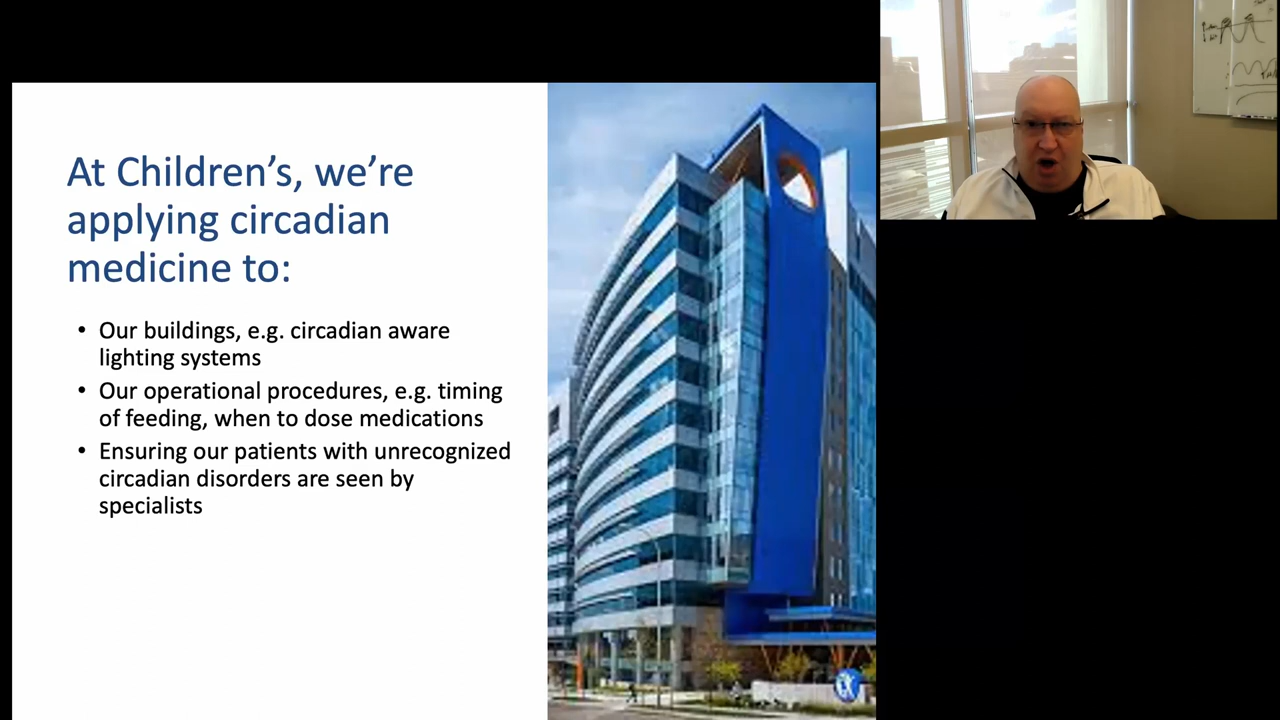 At Children's, we're
applying circadian
medicine to:
• Our buildings, e.g. circadian aware
lighting systems
• Our operational procedures, e.g. timing
of feeding, when to dose medications
• Ensuring our patients with unrecognized
circadian disorders are seen by
specialists